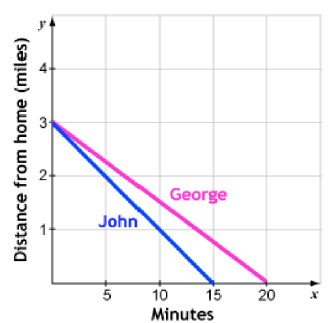 y
Distance from home (miles)
4
3
2
1
George
John
5
10
15
20
x
Minutes